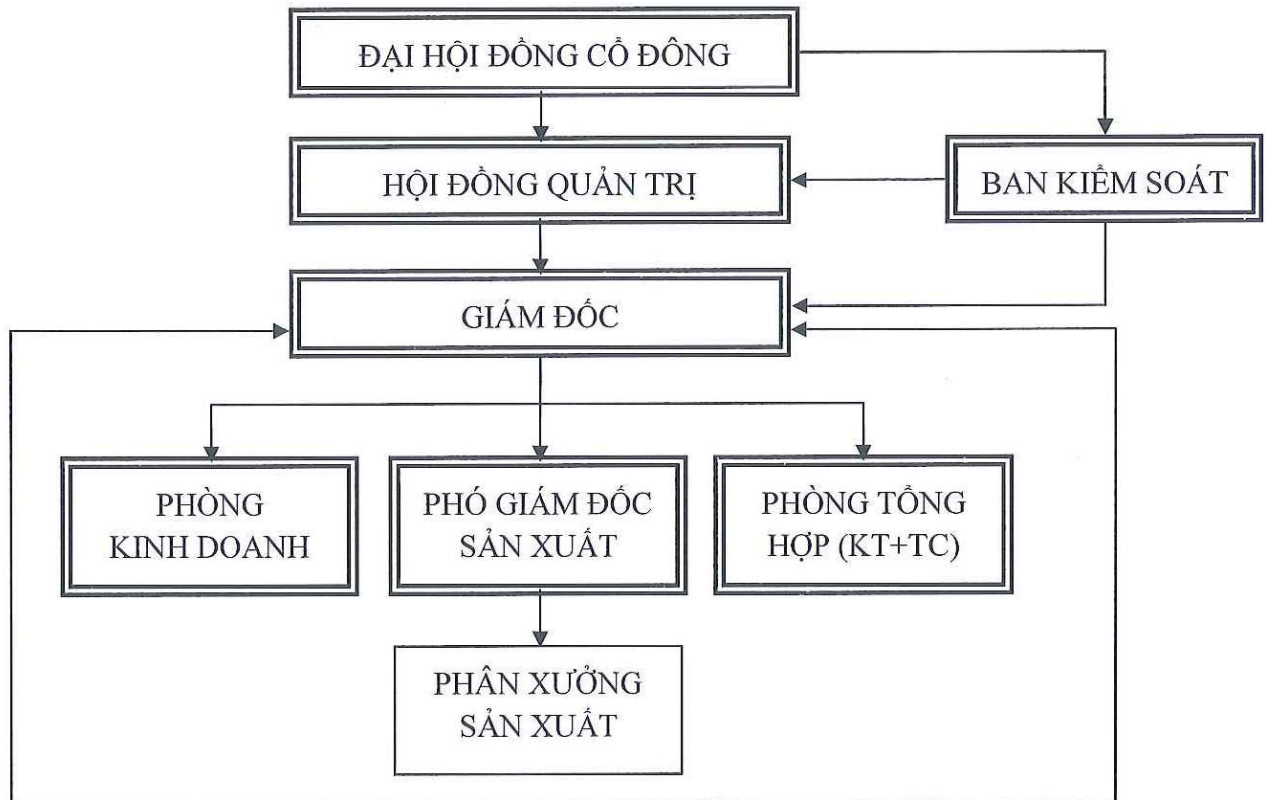 ĐẠI HỘI ĐỒNG CỔ ĐÔNG
HỘI ĐỒNG QUẢN TRỊ
BAN KIỂM SOÁT
GIÁM ĐỐC
PHÒNG
KINH DOANH
PHÓ GIÁM ĐỐC
SẢN XUẤT
PHÒNG TỔNG
HỢP (KT+TC)
PHÂN XƯỞNG
SẢN XUẤT